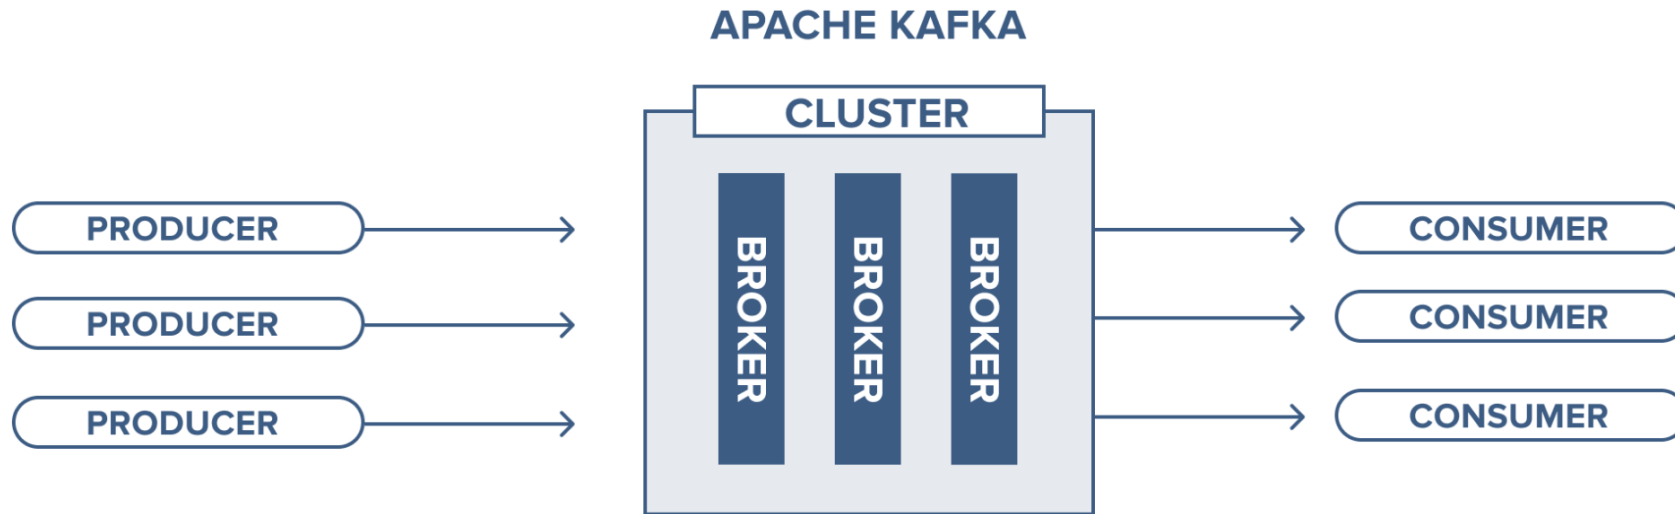 APACHE KAFKA
CLUSTER
PRODUCER
PRODUCER
PRODUCER
BROKER
BROKER
BROKER
CONSUMER
CONSUMER
CONSUMER